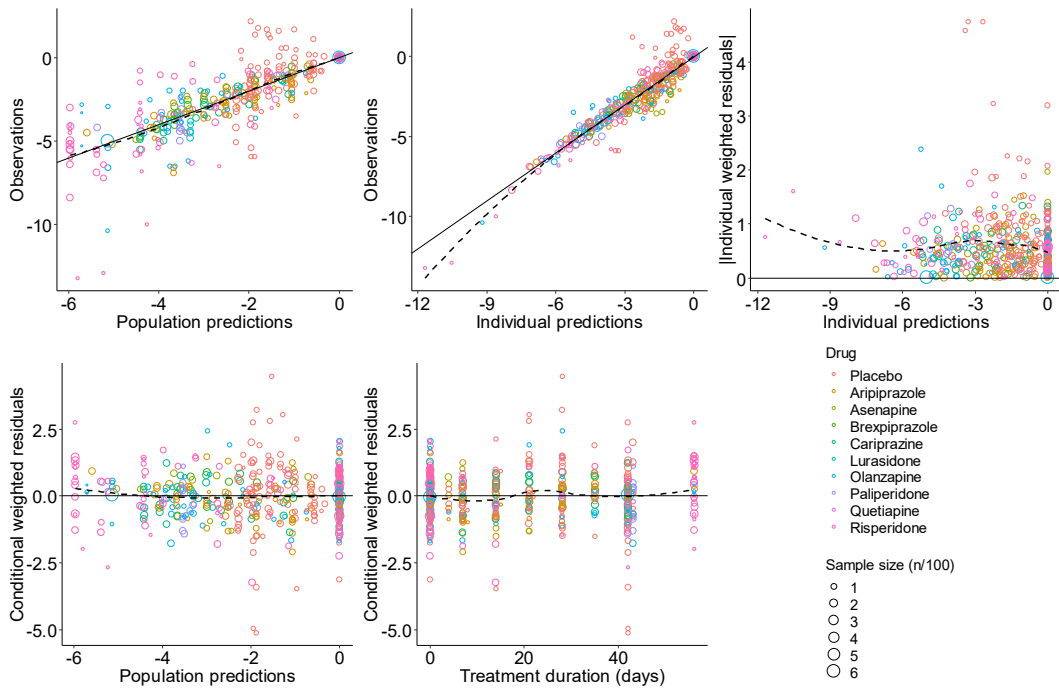 Observations
0
-5
-10
-6
-4
-2
0
Population predictions
Observations
0
-5
-10
-12
-9
-6
-3
0
Individual predictions
|Individual weighted residuals|
4
3
2
1
0
-12
-9
-6
-3
0
Individual predictions
Conditional weighted residuals
2.5
0.0
-2.5
-5.0
-6
-4
-2
0
Population predictions
Conditional weighted residuals
2.5
0.0
-2.5
-5.0
0
20
40
Treatment duration (days)
Drug
Placebo
Aripiprazole
Asenapine
Brexpiprazole
Cariprazine
Lurasidone
Olanzapine
Paliperidone
Quetiapine
Risperidone
Sample size (n/100)
1
2
3
4
5
6